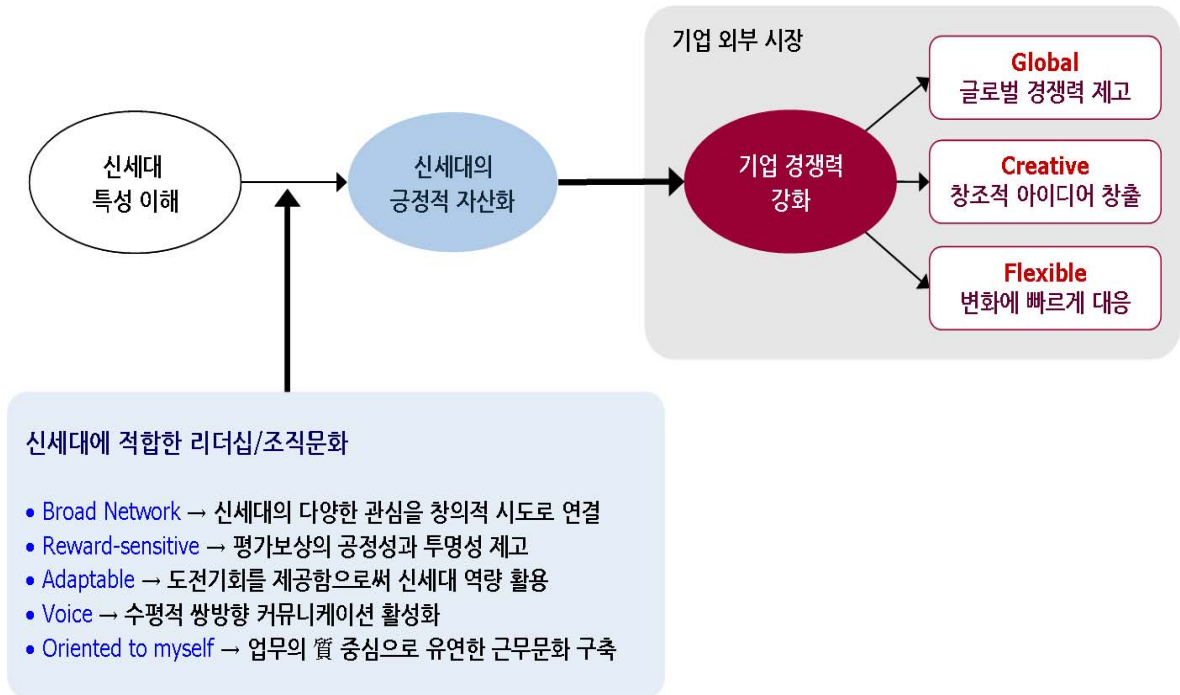 기업 외부 시장
신세대
특성 이해
신세대의
긍정적 자산화
기업 경쟁력
강화
Global
글로벌 경쟁력 제고
Creative
창조적 아이디어 창출
Flexible
변화에 빠르게 대응
신세대에 적합한 리더십/조직문화
• Broad Network → 신세대의 다양한 관심을 창의적 시도로 연결
• Reward-sensitive → 평가보상의 공정성과 투명성 제고
• Adaptable → 도전기회를 제공함으로써 신세대 역량 활용
• Voice → 수평적 쌍방향 커뮤니케이션 활성화
• Oriented to myself → 업무의 質 중심으로 유연한 근무문화 구축